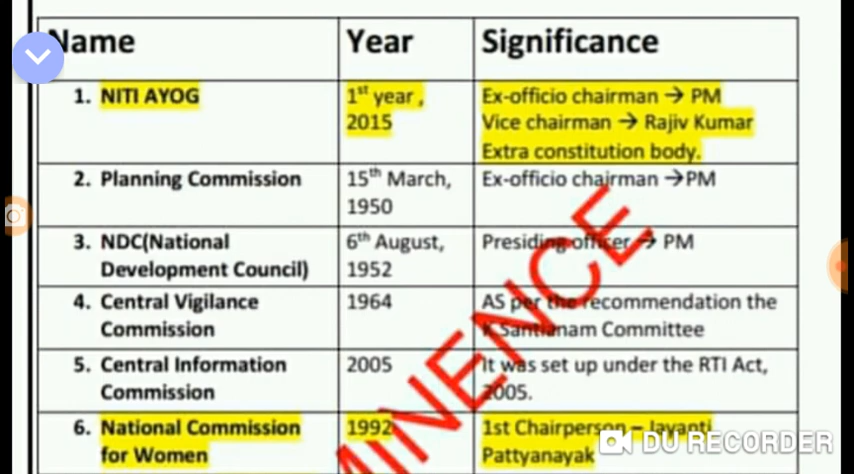 Name Year Significance
1. NITI AYOG 1st year , Ex-officio chairman → PM
2015 Vice chairman → Rajiv Kumar
Extra constitution body.
2. Planning Commission 15th March, Ex-officio chairman →PM
1950
3. NDC(National 6th August, Presiding officer → PM
Development Council) 1952
4. Central Vigilance 1964 AS per the recommendation the
Commission K Santianam Committee
5. Central Information 2005 It was set up under the RTI Act,
Commission 2005.
6. National Commission 1992 1st Chairperson – Jayanti
for Women Pattyanayak
MINENCE
DU RECORDER